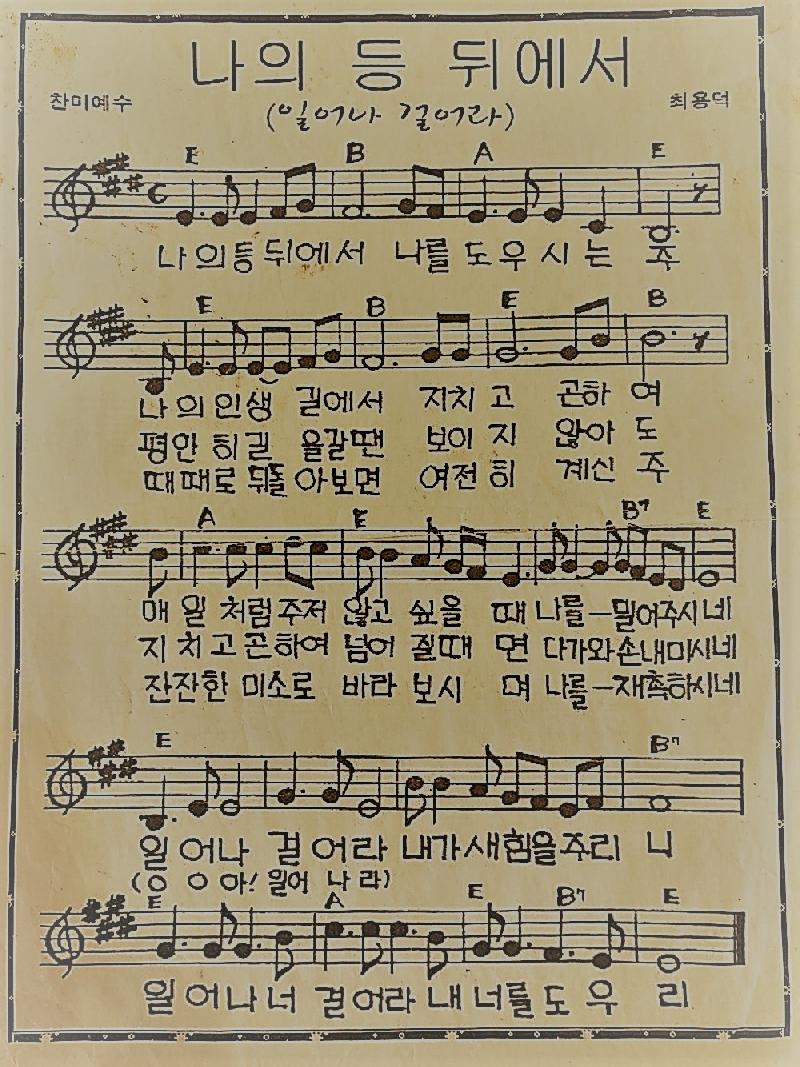 나의 등 뒤에서
찬미예수
최용덕
(일어나 걸어라)
E B A E
나의등 뒤에서 나를 도우시는 주
E B E B
나의인생 길에서 지치고 곤하여
평안히길 을갈땐 보이지 않아도
때때로 뒤돌아보면 여전히 계신주
A E B7 E
매일처럼주저 않고 싶을 때 나를-밀어주시네
지치고곤하여 넘어 질때 면 다가와손내미시네
잔잔한 미소로 바라 보시 며 나를-재촉하시네
E B7
일어나 걸어라 내가새힘을주리 니
(ㅇ ㅇ 아! 일어 나 라)
E A E B7 E
일어나너 걸어라 내 너를도 우 리